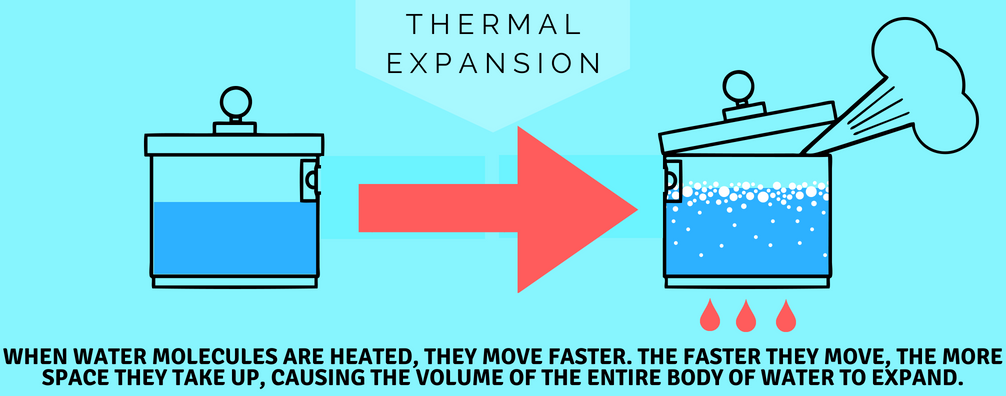 THERMAL
EXPANSION
WHEN WATER MOLECULES ARE HEATED, THEY MOVE FASTER. THE FASTER THEY MOVE, THE MORE
SPACE THEY TAKE UP, CAUSING THE VOLUME OF THE ENTIRE BODY OF WATER TO EXPAND.